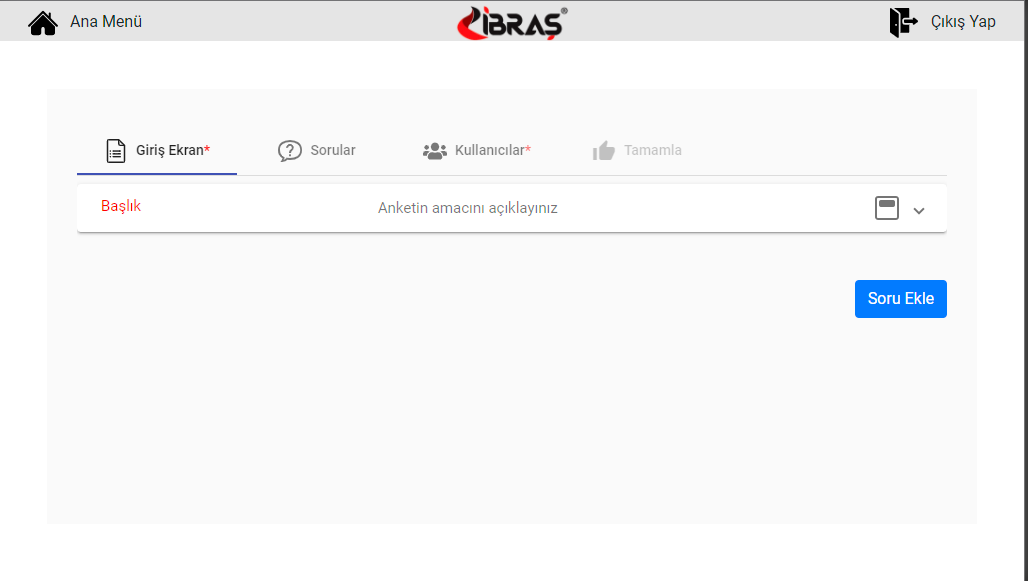 Ana Menü
İBRAŞ®
Çıkış Yap
Giriş Ekran*
Sorular
Kullanıcılar*
Tamamla
Başlık
Anketin amacını açıklayınız
Soru Ekle